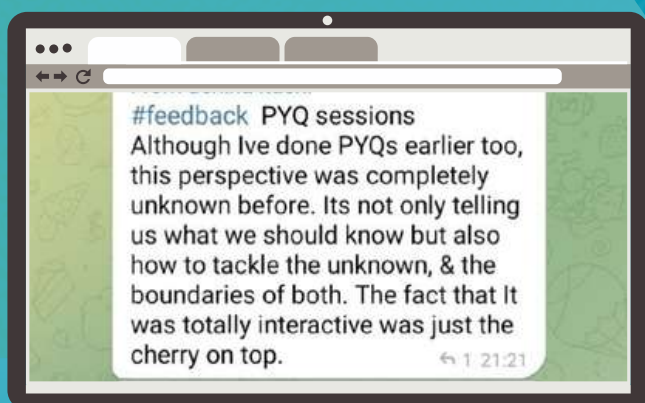 #feedback PYQ sessions
Although Ive done PYQs earlier too,
this perspective was completely
unknown before. Its not only telling
us what we should know but also
how to tackle the unknown, & the
boundaries of both. The fact that It
was totally interactive was just the
cherry on top.
1 21:21